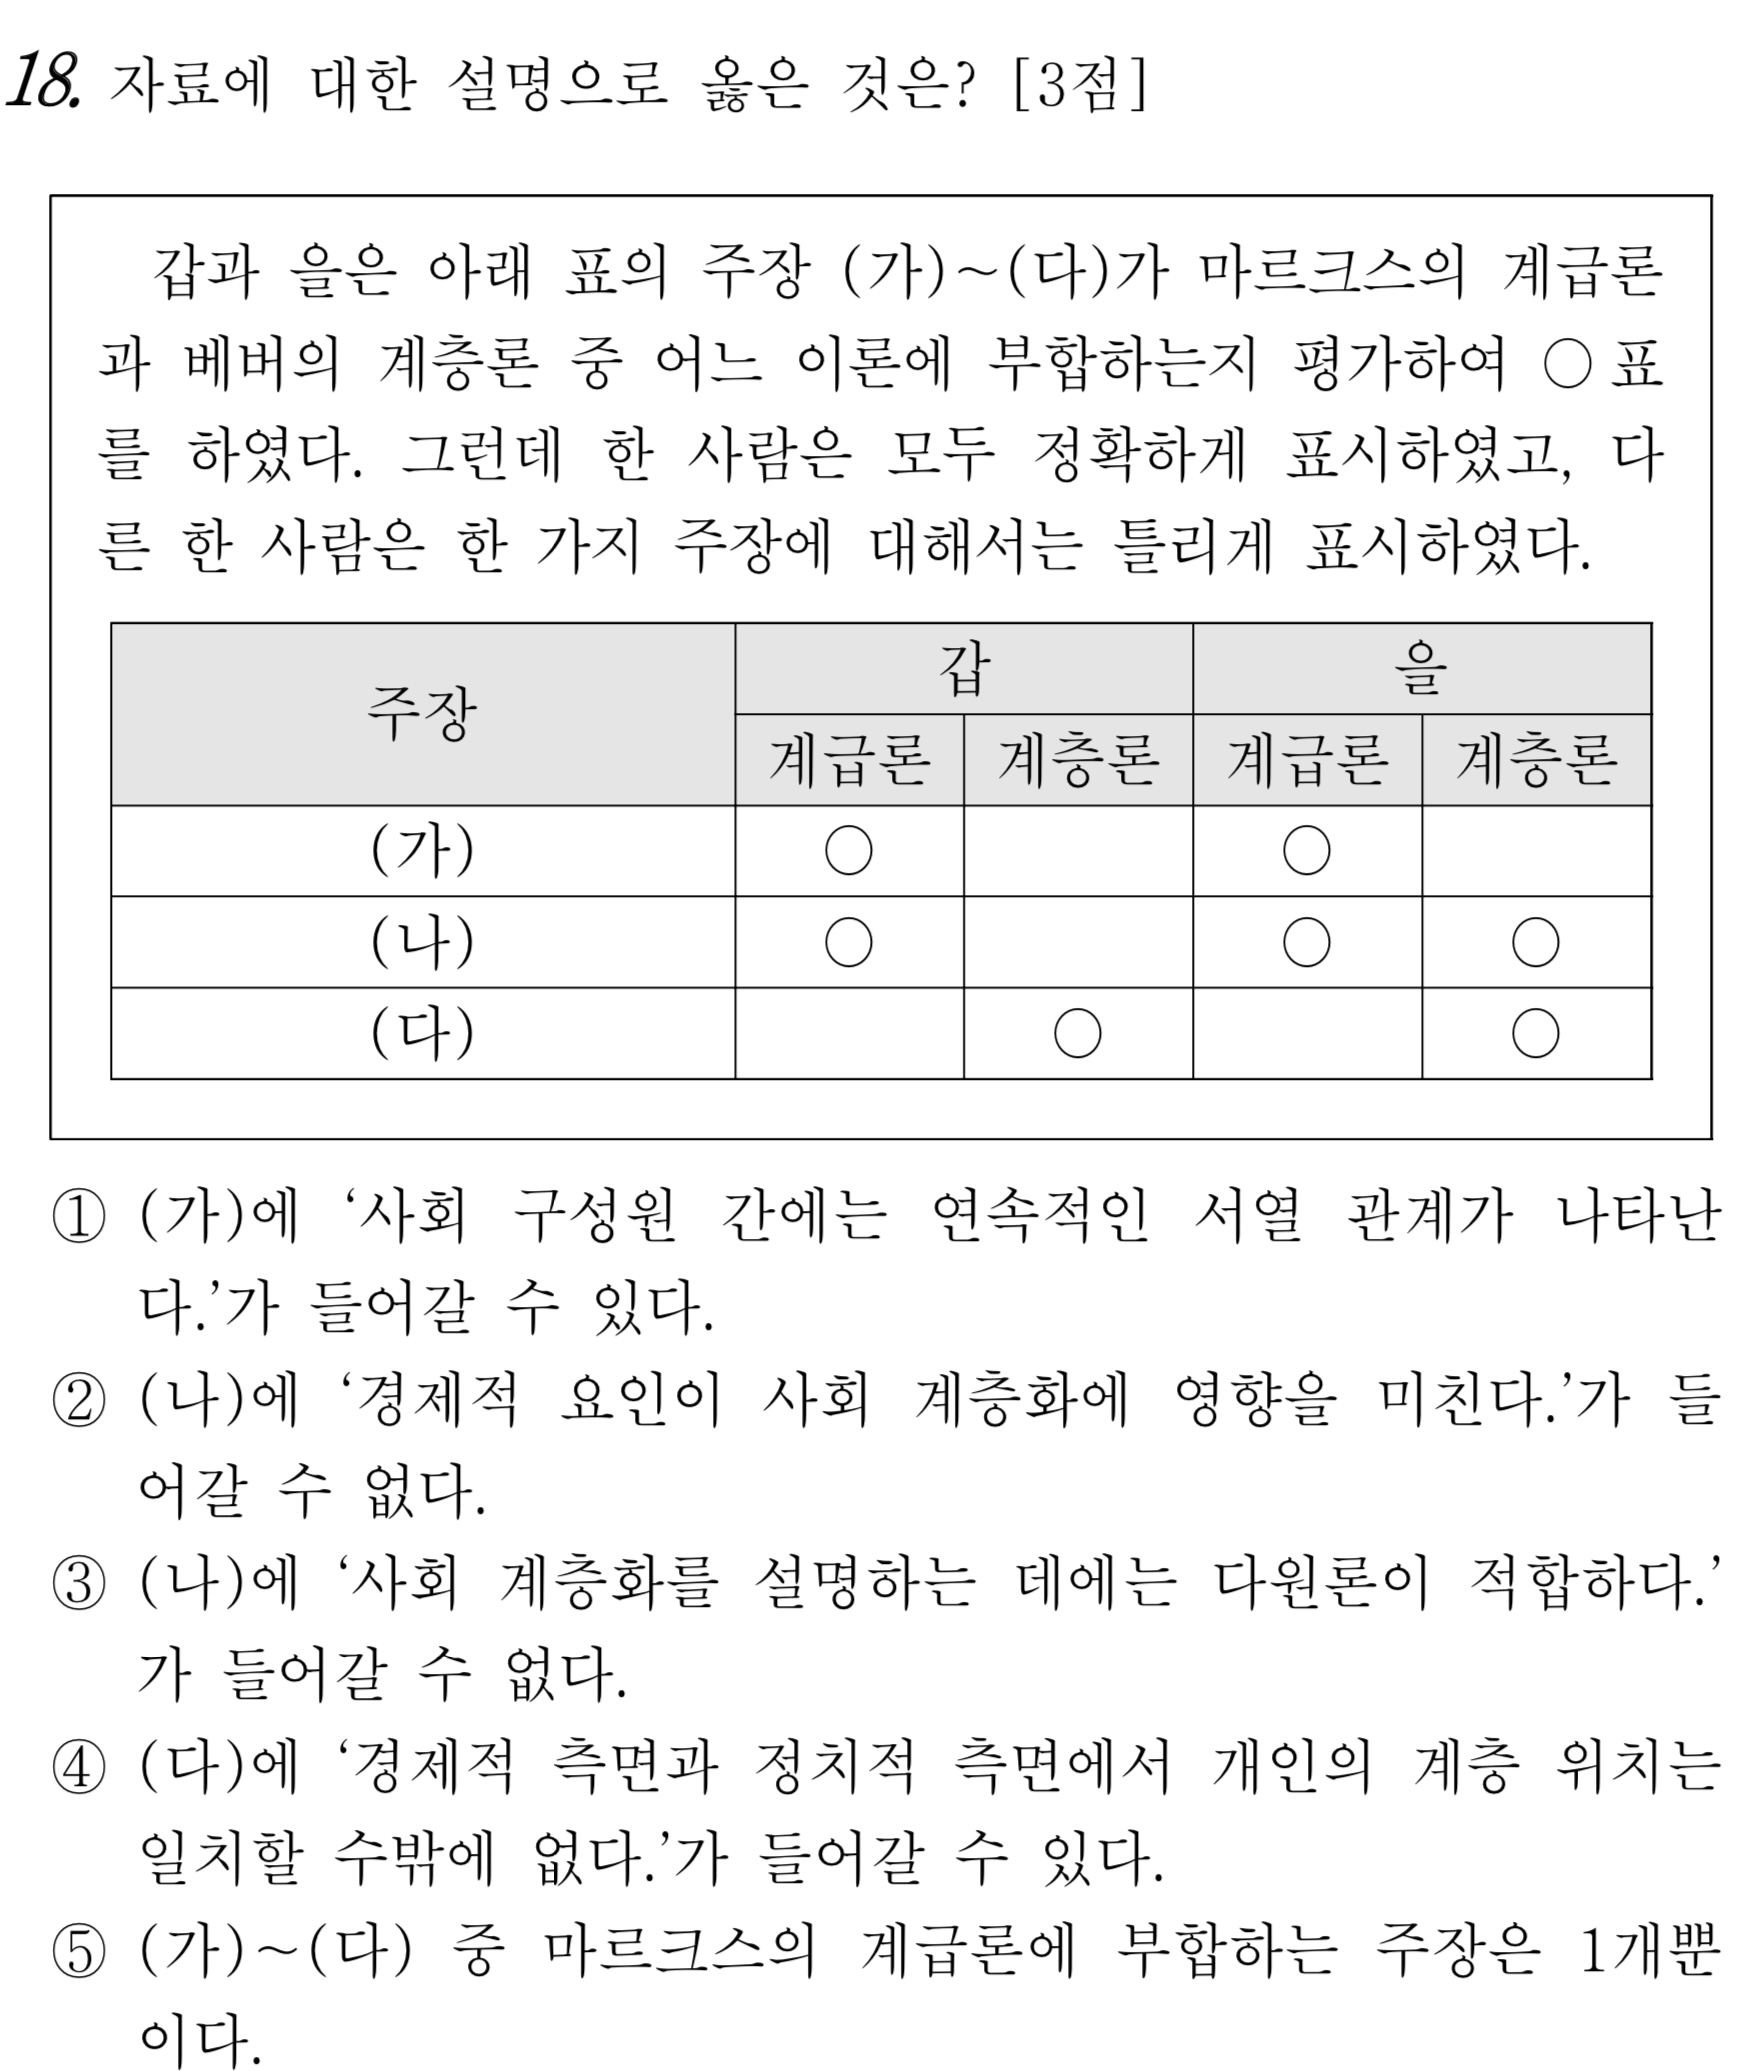 18. 자료에 대한 설명으로 옳은 것은? [3점]
갑과 을은 아래 표의 주장 (가)~(다)가 마르크스의 계급론
과 베버의 계층론 중 어느 이론에 부합하는지 평가하여 ○ 표
를 하였다. 그런데 한 사람은 모두 정확하게 표시하였고, 다
른 한 사람은 한 가지 주장에 대해서는 틀리게 표시하였다.
주장 갑 을
계급론 계층론 계급론 계층론
(가) ○ ○
(나) ○ ○ ○
(다) ○ ○
① (가)에 ‘사회 구성원 간에는 연속적인 서열 관계가 나타난
다.’가 들어갈 수 있다.
② (나)에 ‘경제적 요인이 사회 계층화에 영향을 미친다.’가 들
어갈 수 없다.
③ (나)에 ‘사회 계층화를 설명하는 데에는 다원론이 적합하다.’
가 들어갈 수 없다.
④ (다)에 ‘경제적 측면과 정치적 측면에서 개인의 계층 위치는
일치할 수밖에 없다.’가 들어갈 수 있다.
⑤ (가)~(다) 중 마르크스의 계급론에 부합하는 주장은 1개뿐
이다.